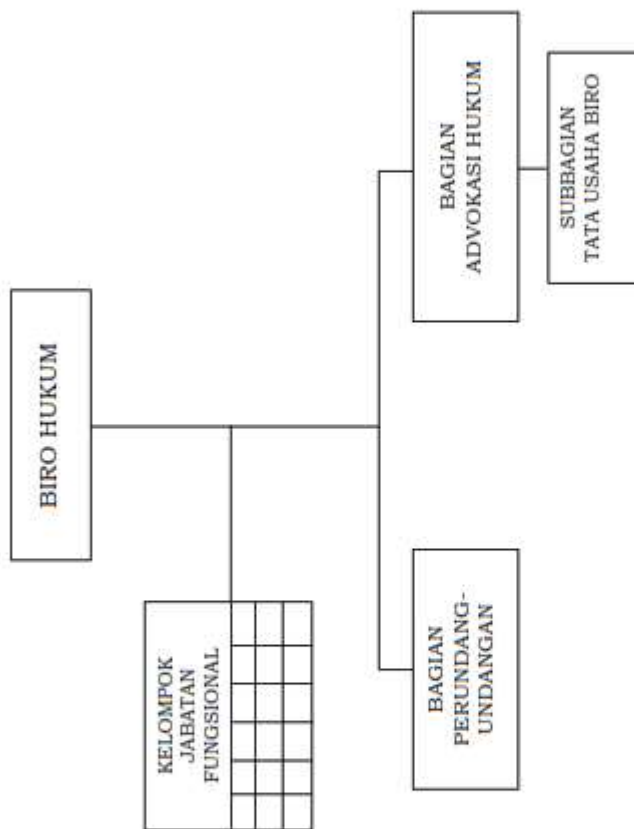 BIRO HUKUM
KELOMPOK
JABATAN
FUNGSIONAL
BAGIAN
PERUNDANG-
UNDANGAN
BAGIAN
ADVOKASI HUKUM
SUBBAGIAN
TATA USAHA BIRO